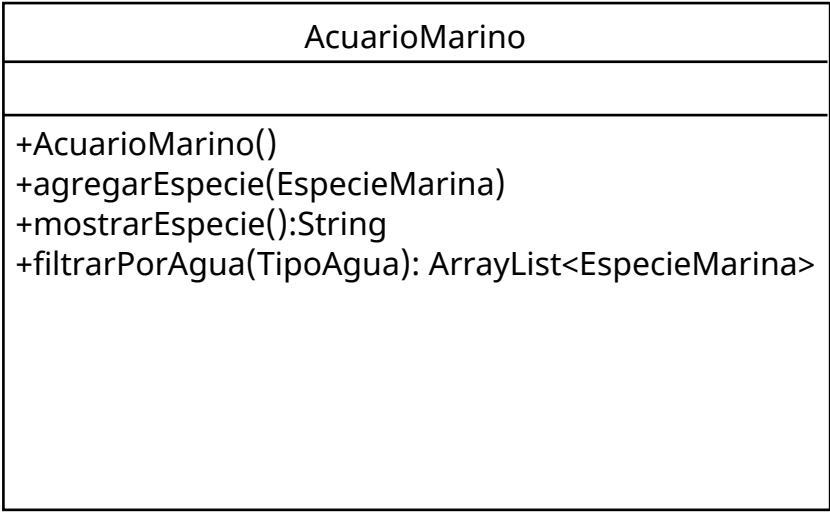 AcuarioMarino
+AcuarioMarino()
+agregarEspecie(EspecieMarina)
+mostrarEspecie():String
+filtrarPorAgua(TipoAgua): ArrayList<EspecieMarina>